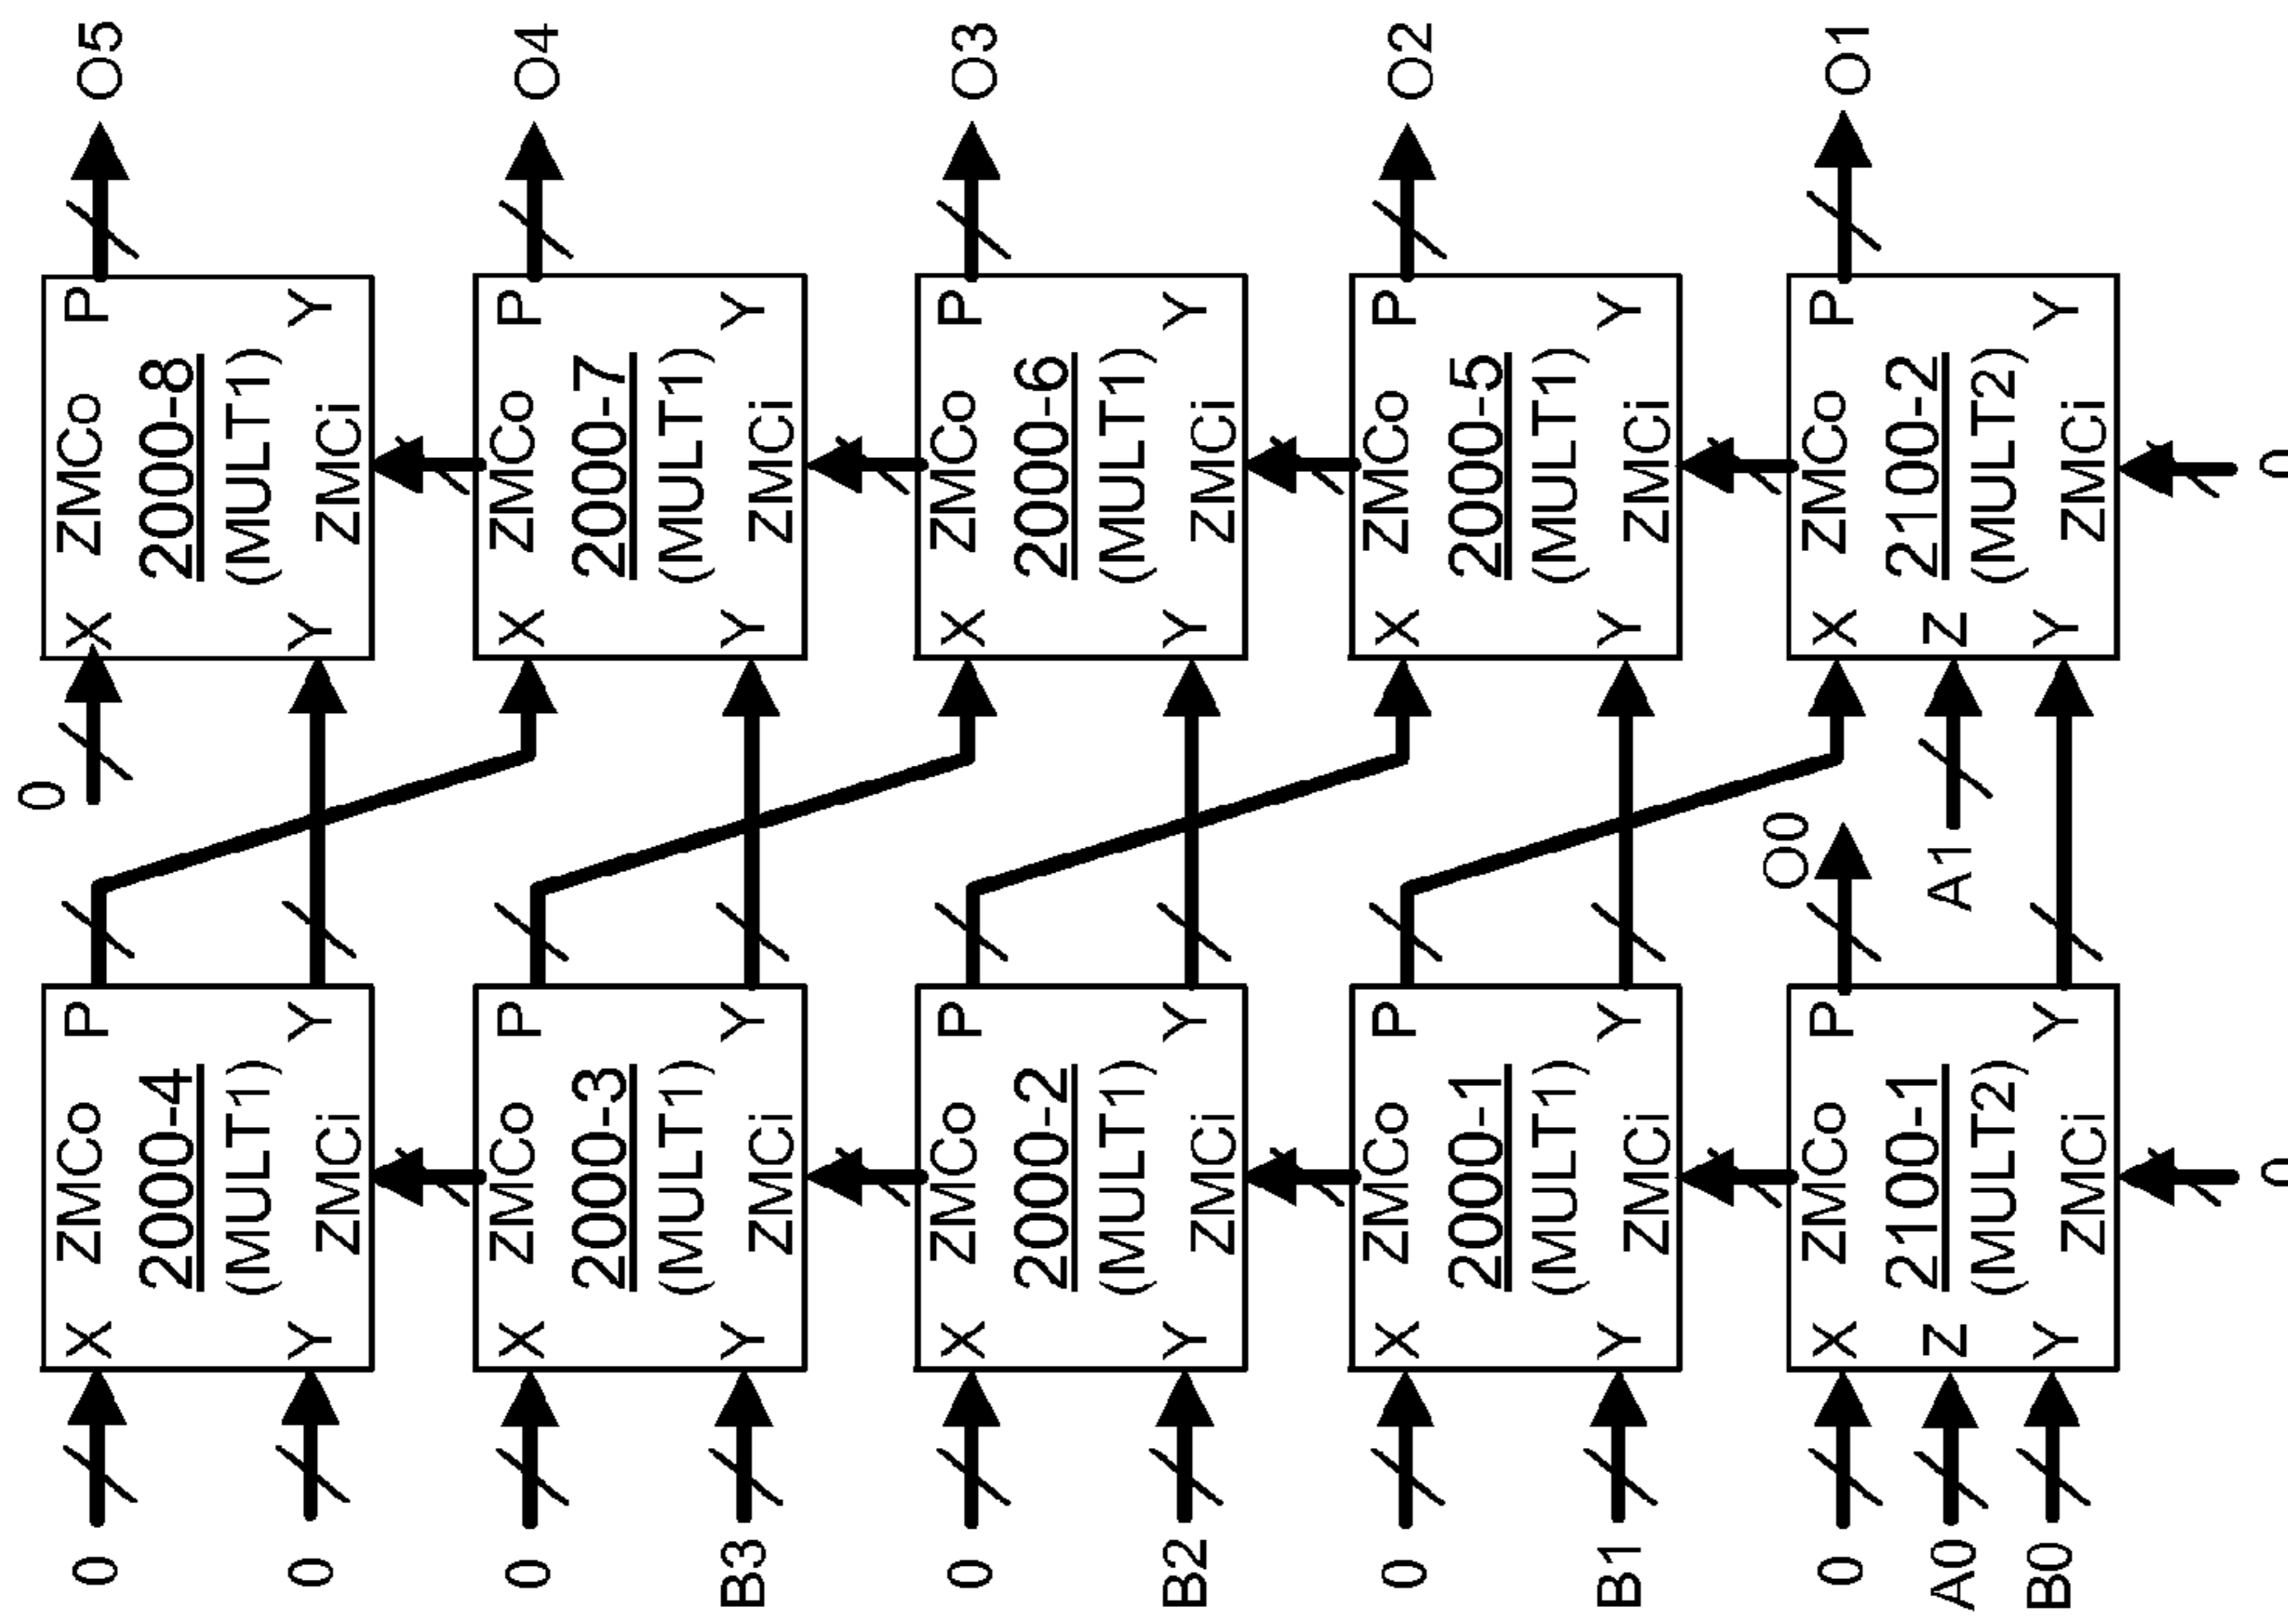 0
0 X ZMCo P X ZMCo P O5
2000-4 2000-8
(MULT1) (MULT1)
0 Y Y Y Y
ZMCi ZMCi
0 X ZMCo P X ZMCo P O4
2000-3 2000-7
(MULT1) (MULT1)
B3 Y Y Y Y
ZMCi ZMCi
0 X ZMCo P X ZMCo P O3
2000-2 2000-6
(MULT1) (MULT1)
B2 Y Y Y Y
ZMCi ZMCi
0 X ZMCo P X ZMCo P O2
2000-1 2000-5
(MULT1) (MULT1)
B1 Y Y Y Y
ZMCi ZMCi
O00
0 X ZMCo P X ZMCo P O1
2100-1 2100-2
A0 Z A1 Z
(MULT2) (MULT2)
B0 Y Y Y Y
ZMCi ZMCi
0 0